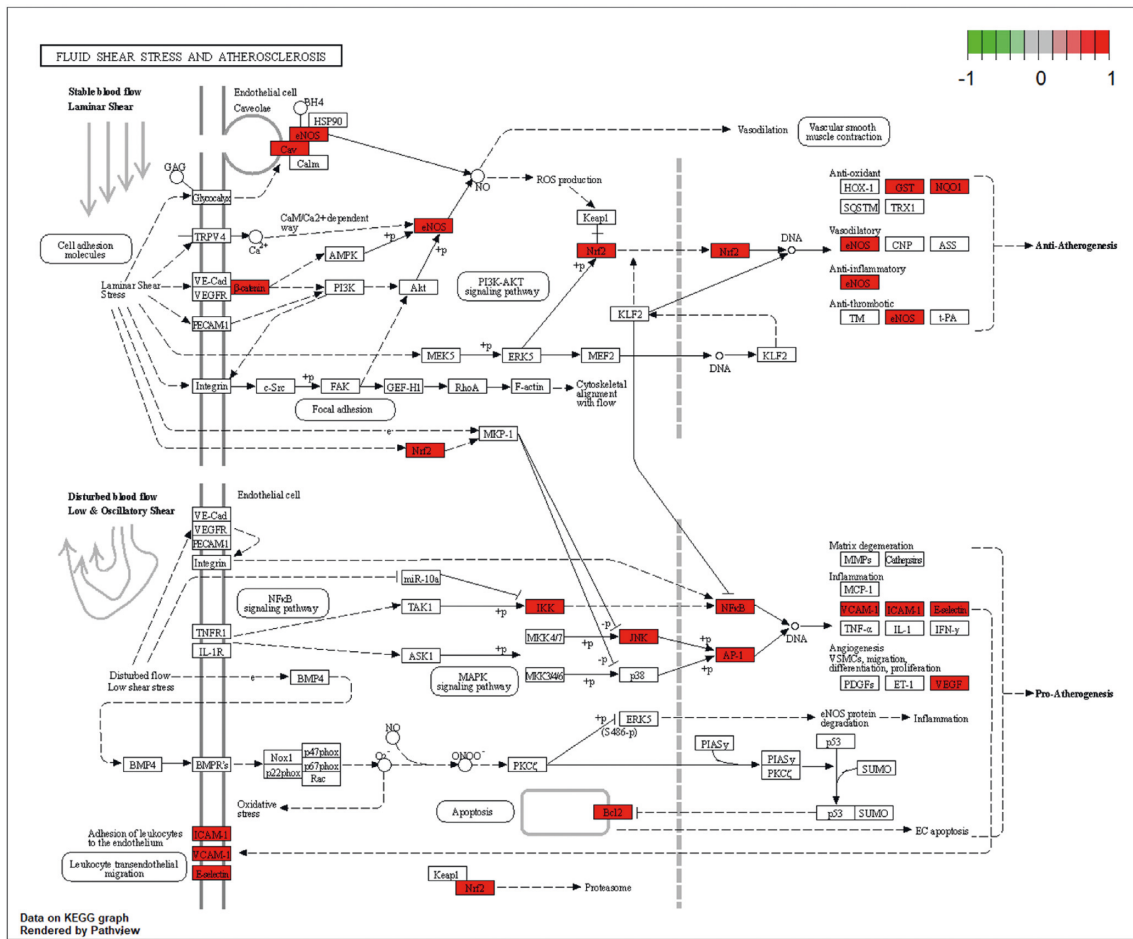 FLUID SHEAR STRESS AND ATHEROSCLEROSIS
-1 0 1
Stable blood flow
Laminar Shear
Endothelial cell
Caveolae
BH4
HSP90
eNOS
Cav
Calm
GAG
Glycocalyx
NO
Vasodilation
Vascular smooth
muscle contraction
ROS production
Keap1
Nrf2
+p
Nrf2
DNA
Anti-oxidant
HOX-1 GST NQO1
SQSTM TRX1
Vasodilatory
eNOS CNP ASS
Anti-inflammatory
eNOS
Anti-thrombotic
TM eNOS t-PA
Anti-Atherogenesis
Cell adhesion
molecules
TRPV4
Ca2+
CaM/Ca2+ dependent
way
eNOS
+p
+p
AMPK
Laminar Shear
Stress
VE-Cad
β-catenin
VEGFR
PI3K
Akt
PI3K-AKT
signaling pathway
PECAM-1
KLF2
MEK5
+p
ERK5
MEF2
DNA
KLF2
Integrin
c-Src
+p
FAK
GEF-H1
RhoA
F-actin
Cytoskeletal
alignment
with flow
Focal adhesion
e
MKP-1
Nrf2
Disturbed blood flow
Low & Oscillatory Shear
Endothelial cell
VE-Cad
VEGFR
PECAM-1
Integrin
miR-10a
NFκB
signaling pathway
TAK1
+p
IKK
NFκB
TNFR1
IL-1R
MKK4/7
+p
-p
JNK
+p
AP-1
DNA
ASK1
+p
MAPK
signaling pathway
MKK3/4/6
+p
-p
p38
+p
Matrix degeneration
MMPs Cathepsins
Inflammation
MCP-1
VCAM-1 ICAM-1 E-selectin
TNF-α IL-1 IFN-γ
Angiogenesis
VSMCs, migration,
differentiation, proliferation
PDGFs ET-1 VEGF
Pro-Atherogenesis
Disturbed flow
Low shear stress
e
BMP4
+p
ERK5
(S486-p)
eNOS protein
degradation
Inflammation
BMP4
BMPR's
Nox1
p22phox
p47phox
p67phox
Rac
O2-
NO
ONOO-
PKCζ
PIASy
PIASy
PKCζ
p53
SUMO
p53 SUMO
Oxidative
stress
Apoptosis
Bcl2
EC apoptosis
Adhesion of leukocytes
to the endothelium
ICAM-1
VCAM-1
E-selectin
Leukocyte transendothelial
migration
Keap1
Nrf2
Proteasome
Data on KEGG graph
Rendered by Pathview